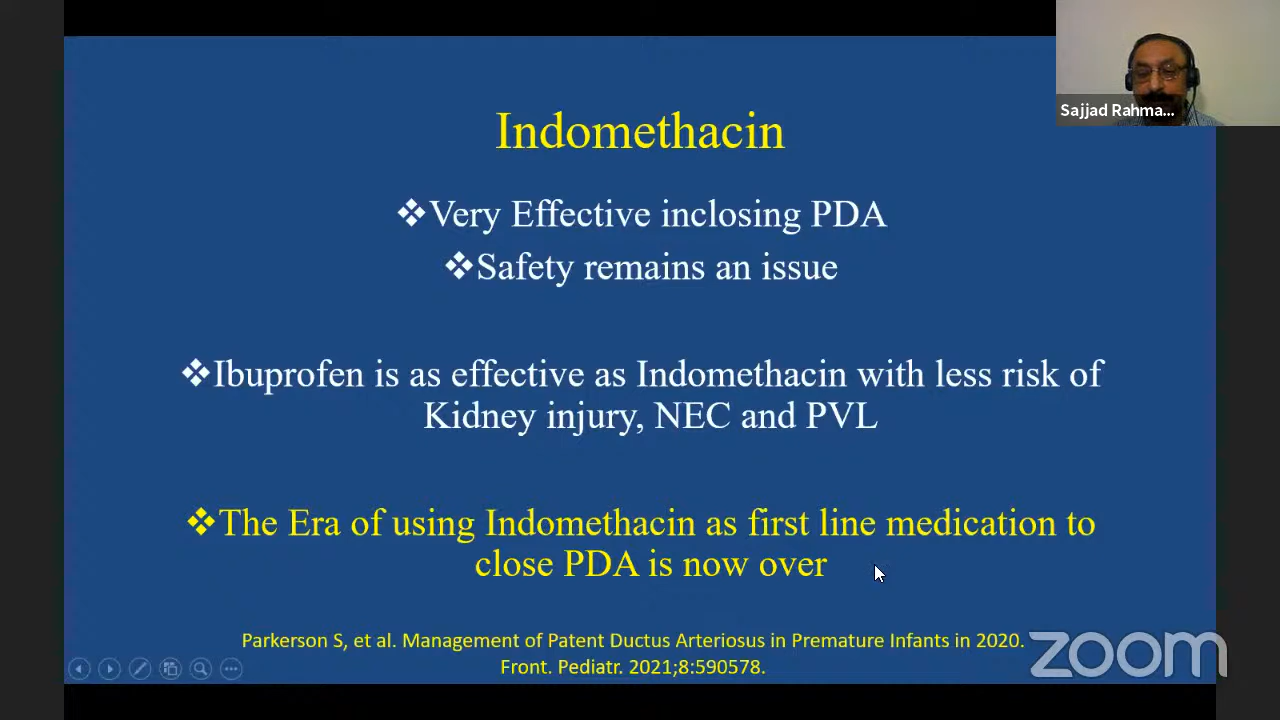 Sajjad Rahma...
Indomethacin
❖Very Effective inclosing PDA
❖Safety remains an issue
❖Ibuprofen is as effective as Indomethacin with less risk of
Kidney injury, NEC and PVL
❖The Era of using Indomethacin as first line medication to
close PDA is now over
Parkerson S, et al. Management of Patent Ductus Arteriosus in Premature Infants in 2020.
Front. Pediatr. 2021;8:590578.
zoom